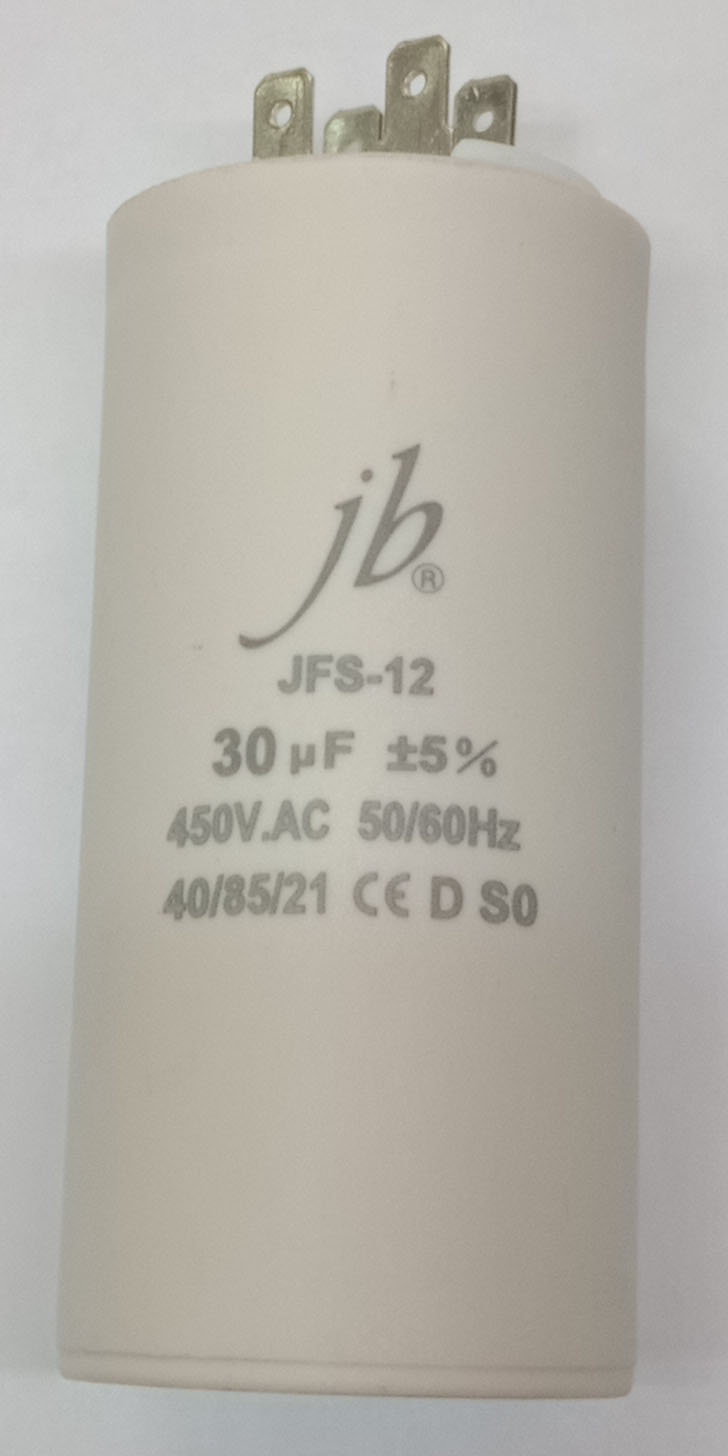 jb®
JFS-12
30 µF ±5%
450V.AC 50/60Hz
40/85/21 CE D S0